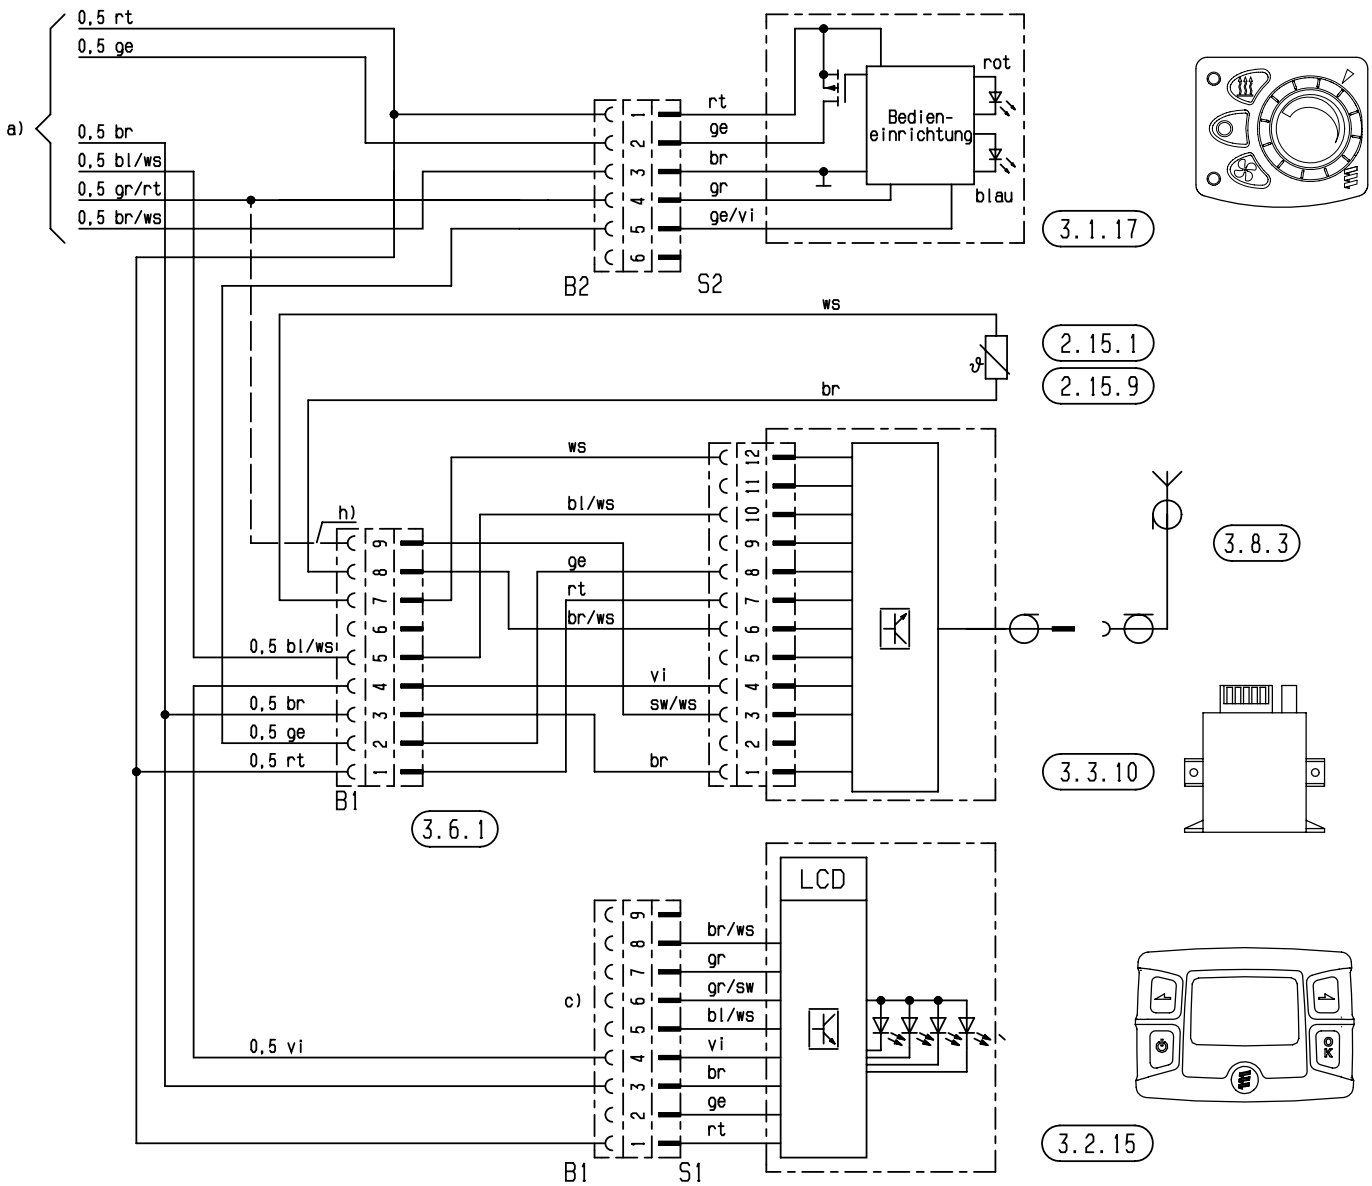 a)
0,5 rt
0,5 ge
0,5 br
0,5 bl/ws
0,5 gr/rt
0,5 br/ws
1
2
3
4
5
6
B2
S2
rt
ge
br
gr
ge/vi
Bedien-
einrichtung
rot
blau
3.1.17
ws
br
ϑ
2.15.1
2.15.9
h)
9
8
7
6
5
4
3
2
1
0,5 bl/ws
0,5 br
0,5 ge
0,5 rt
B1
3.6.1
ws
bl/ws
ge
rt
br/ws
vi
sw/ws
br
12
11
10
9
8
7
6
5
4
3
2
1
3.8.3
3.3.10
LCD
c)
0,5 vi
9
8
7
6
5
4
3
2
1
br/ws
gr
gr/sw
bl/ws
vi
br
ge
rt
B1
S1
OK
3.2.15